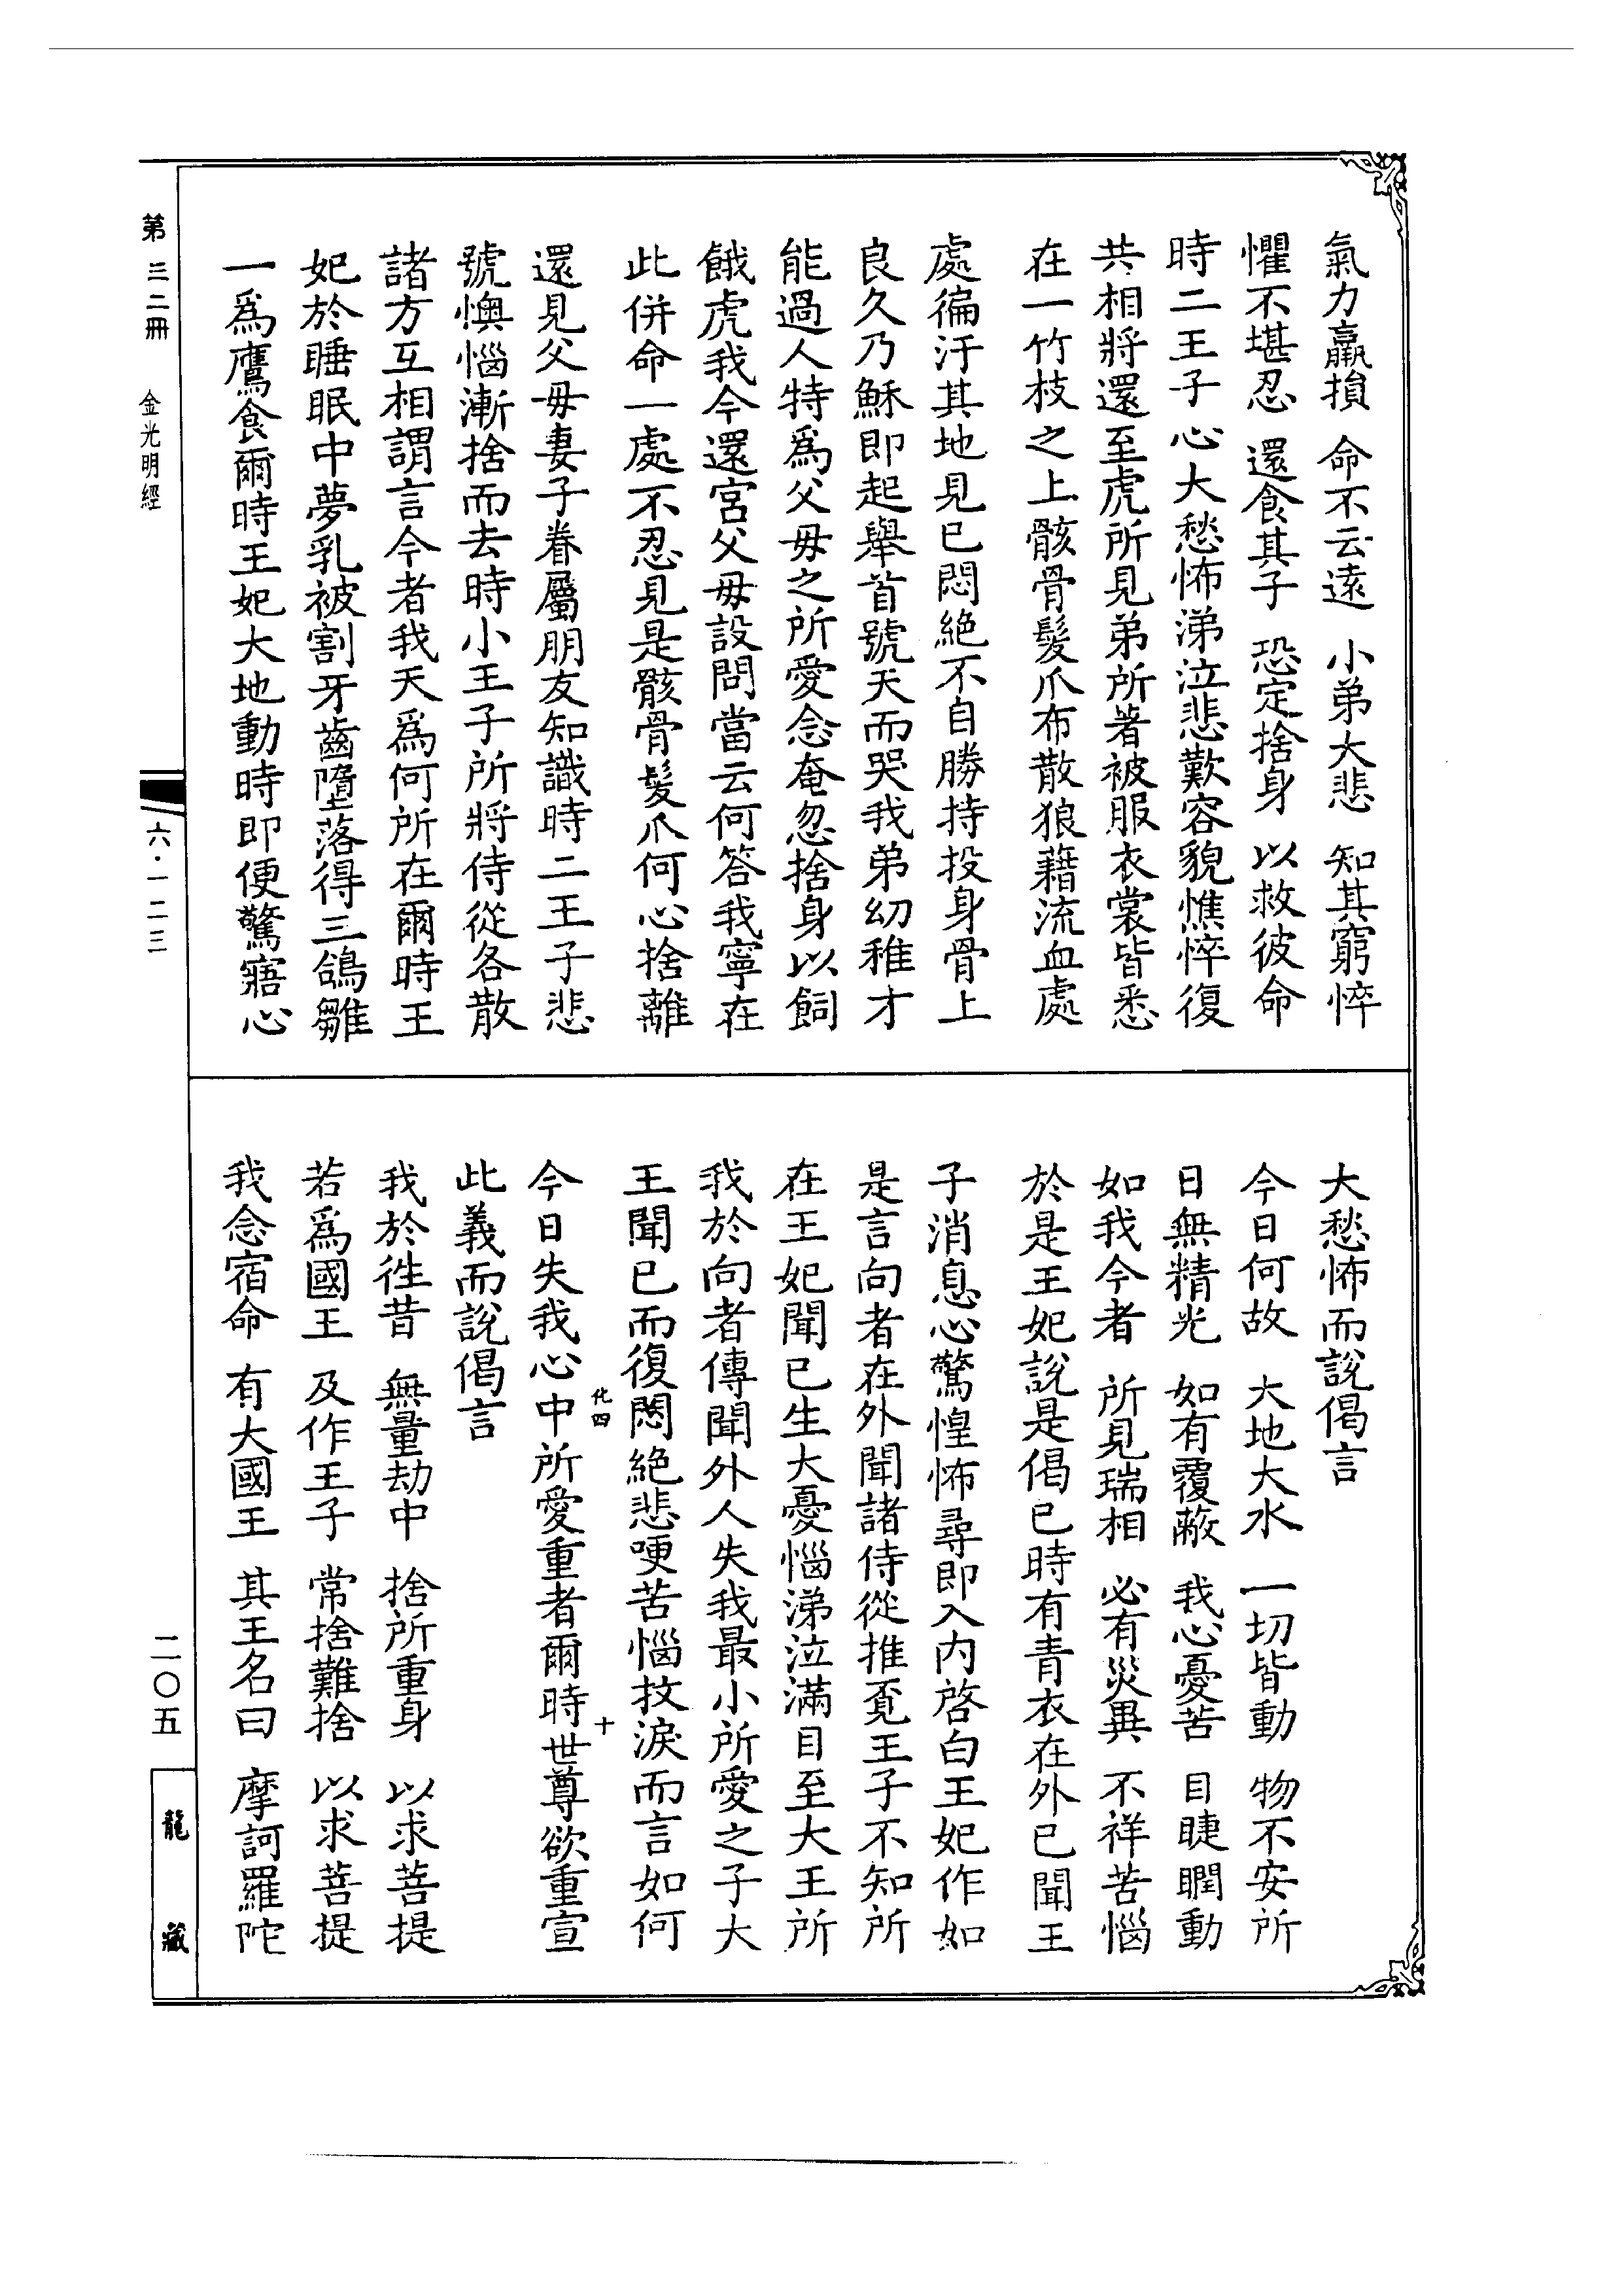 氣力羸損　命不云遠　小弟大悲　知其窮悴
懼不堪忍　還食其子　恐定捨身　以救彼命
時二王子心大愁怖涕泣悲歎容貌憔悴復
共相將還至虎所見弟所著被服衣裳皆悉
在一竹枝之上骸骨髮爪布散狼藉流血處
處徧汙其地見已悶絶不自勝持投身骨上
良久乃穌即起舉首號天而哭我弟幼稚才
能過人特爲父母之所愛念奄忽捨身以飼
餓虎我今還宮父母設問當云何答我寧在
此併命一處不忍見是骸骨髮爪何心捨離
還見父母妻子眷屬朋友知識時二王子悲
號懊惱漸捨而去時小王子所將侍從各散
諸方互相謂言今者我天爲何所在爾時王
妃於睡眠中夢乳被割牙齒墮落得三鴿雛
一爲鷹食爾時王妃大地動時即便驚寤心
大愁怖而說偈言
今日何故　大地大水　一切皆動　物不安所
日無精光　如有覆蔽　我心憂苦　目睫瞤動
如我今者　所見瑞相　必有災異　不祥苦惱
於是王妃說是偈已時有青衣在外已聞王
子消息心驚惶怖尋即入内啓白王妃作如
是言向者在外聞諸侍從推覓王子不知所
在王妃聞已生大憂惱涕泣滿目至大王所
我於向者傳聞外人失我最小所愛之子大
王聞已而復悶絶悲哽苦惱抆淚而言如何
今日失我心中所愛重者爾時世尊欲重宣
化四
十
此義而說偈言
我於徃昔　無量劫中　捨所重身　以求菩提
若爲國王　及作王子　常捨難捨　以求菩提
我念宿命　有大國王　其王名曰　摩訶羅陀
第三二冊　金光明經
六·一二三
二〇五
龍藏